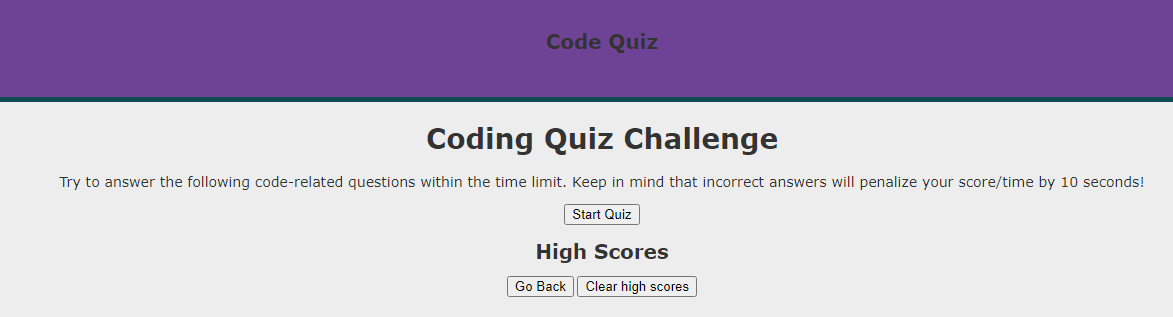 Code Quiz
Coding Quiz Challenge
Try to answer the following code-related questions within the time limit. Keep in mind that incorrect answers will penalize your score/time by 10 seconds!
Start Quiz
High Scores
Go Back Clear high scores